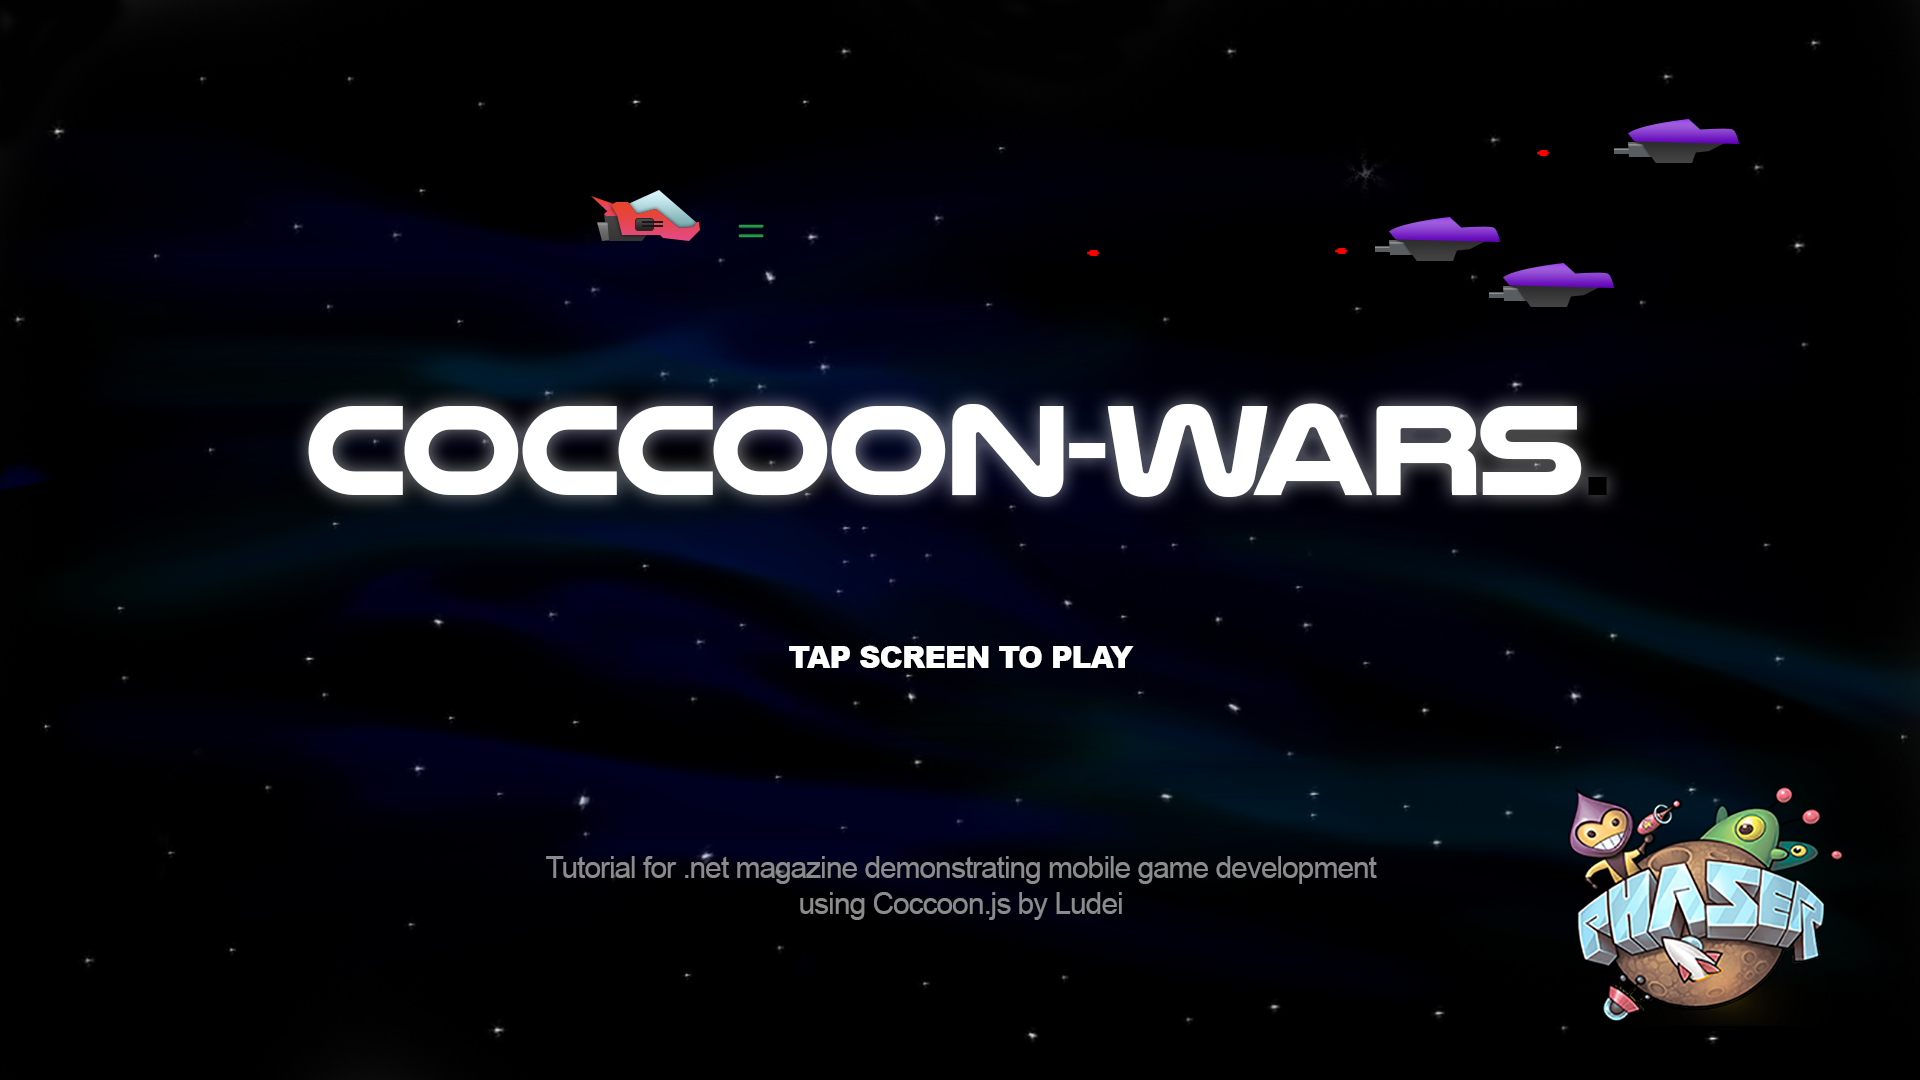 COCCOON-WARS.
TAP SCREEN TO PLAY
Tutorial for .net magazine demonstrating mobile game development
using Coccoon.js by Ludei
PHASER